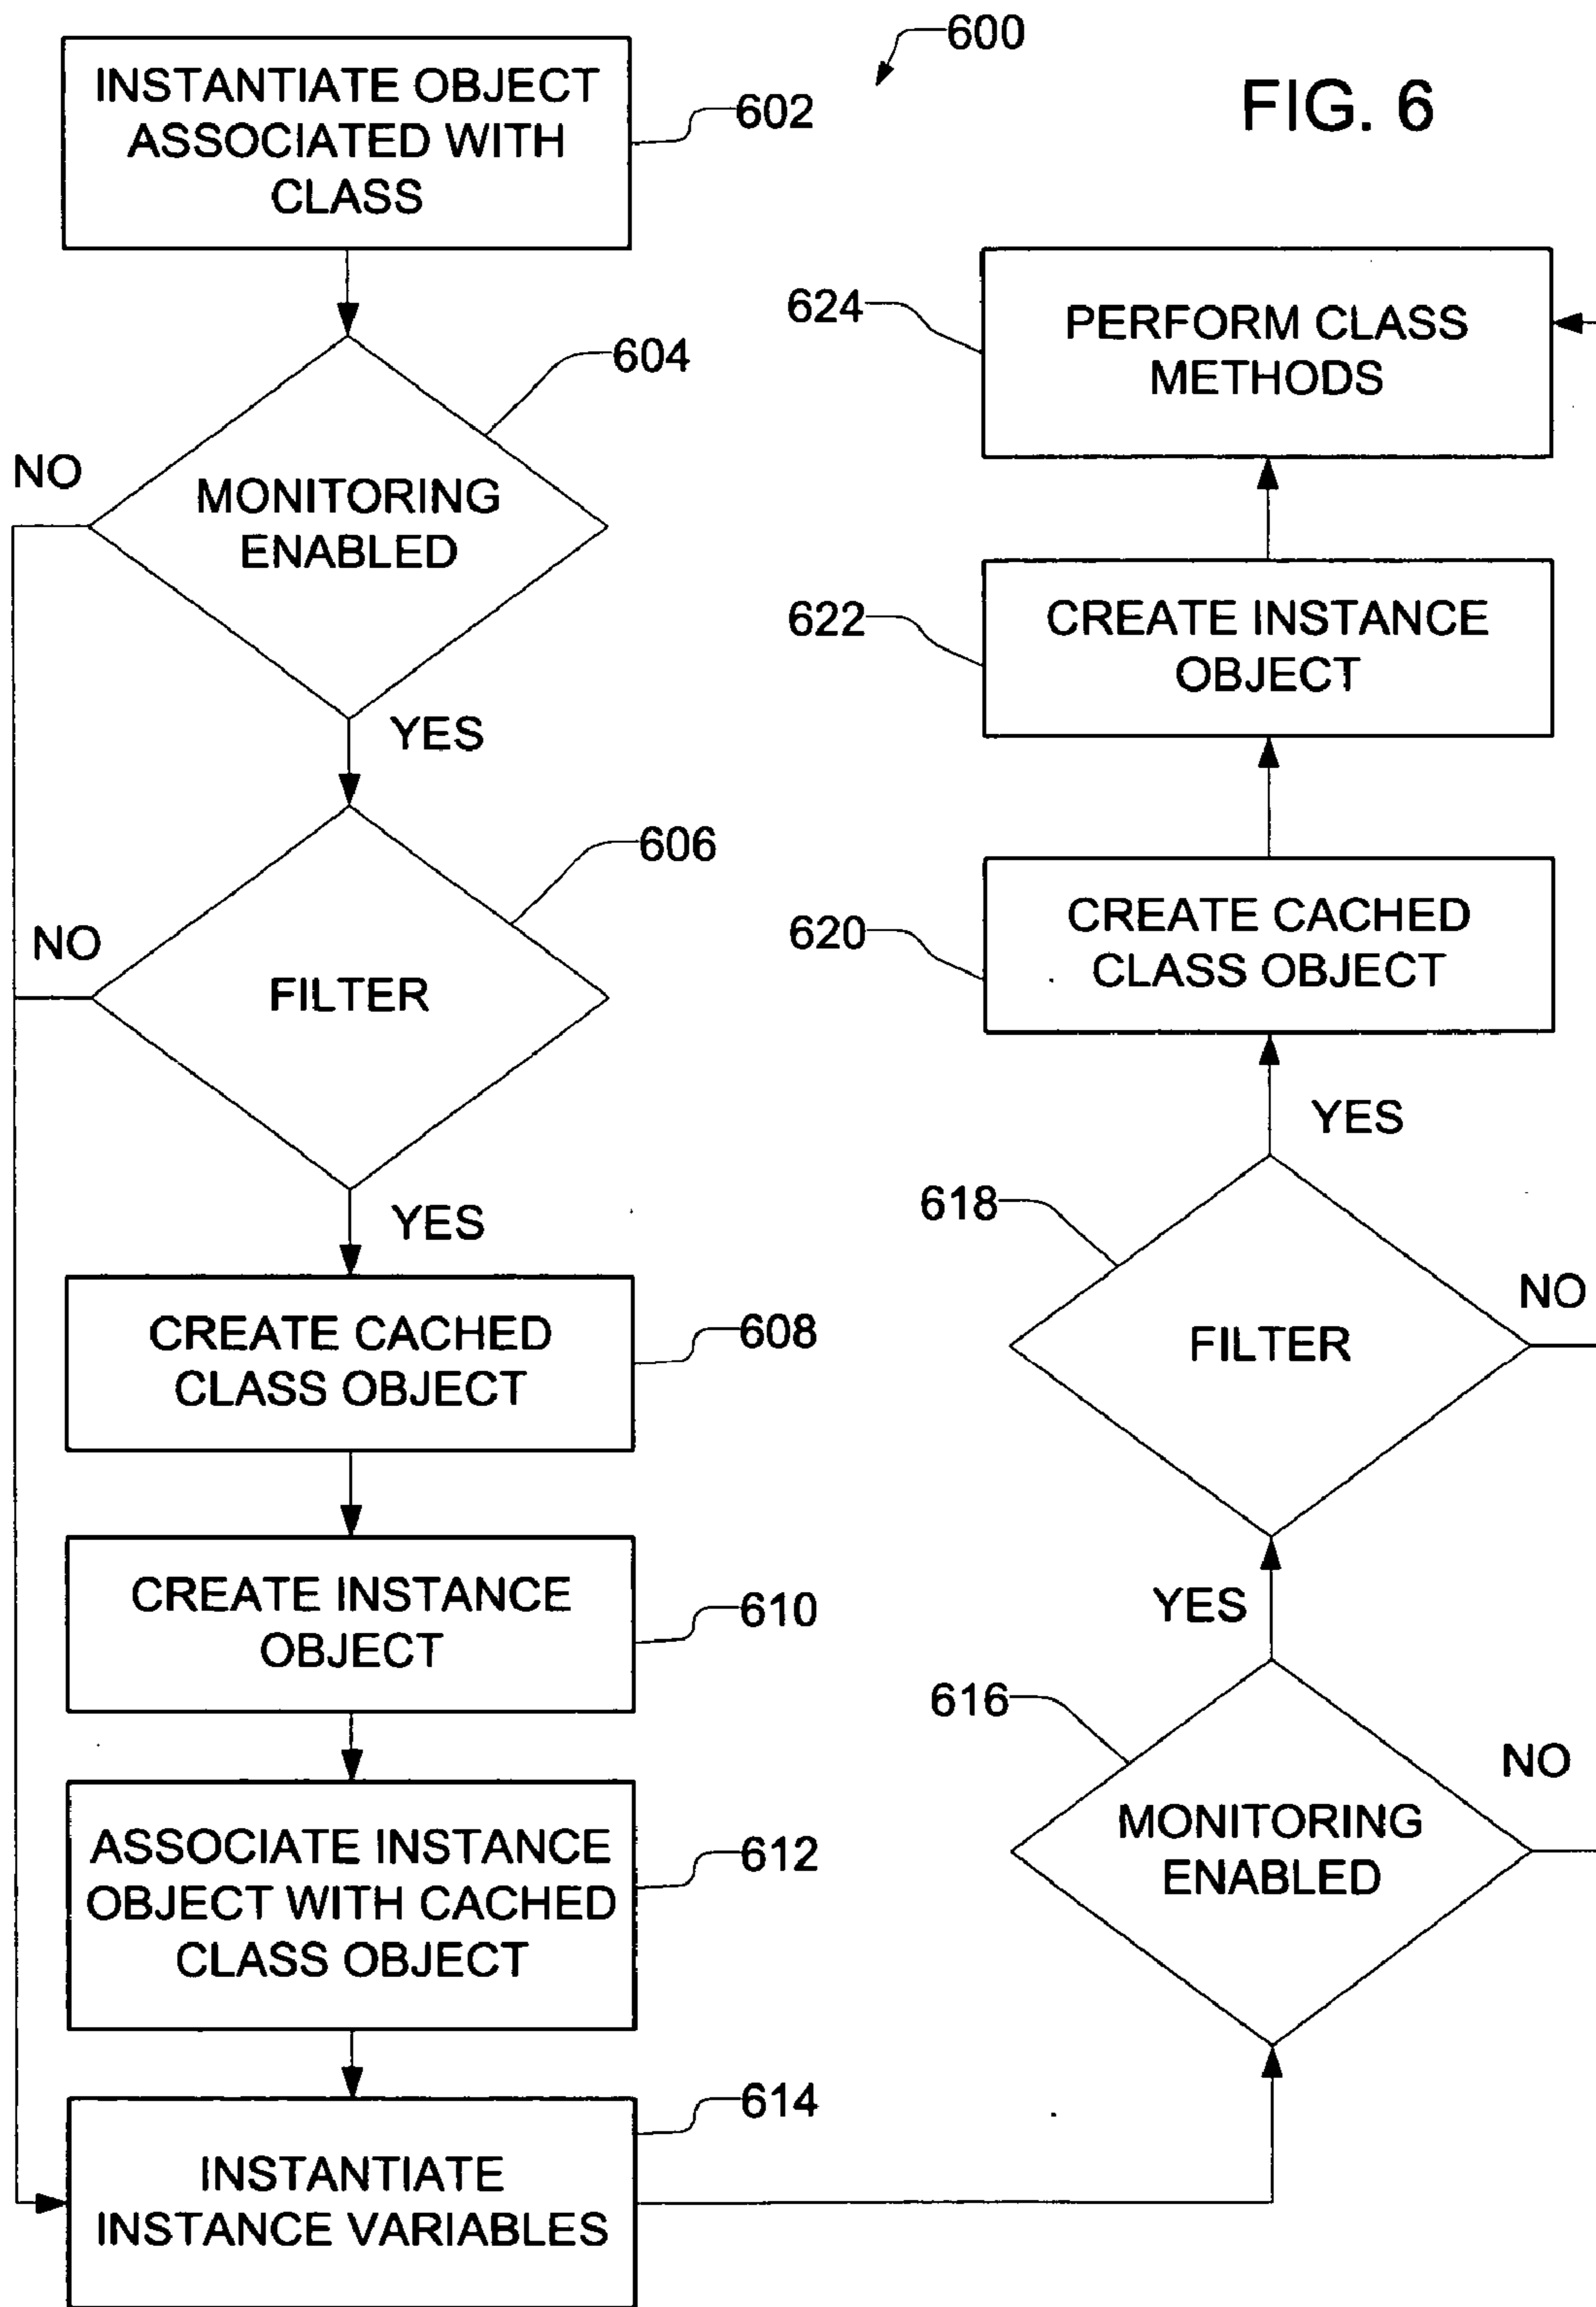 600
FIG. 6
INSTANTIATE OBJECT
ASSOCIATED WITH
CLASS
602
604
NO
MONITORING
ENABLED
YES
606
NO
FILTER
YES
CREATE CACHED
CLASS OBJECT
608
CREATE INSTANCE
OBJECT
610
ASSOCIATE INSTANCE
OBJECT WITH CACHED
CLASS OBJECT
612
614
INSTANTIATE
INSTANCE VARIABLES
624
PERFORM CLASS
METHODS
622
CREATE INSTANCE
OBJECT
620
CREATE CACHED
CLASS OBJECT
YES
618
FILTER
NO
YES
616
MONITORING
ENABLED
NO